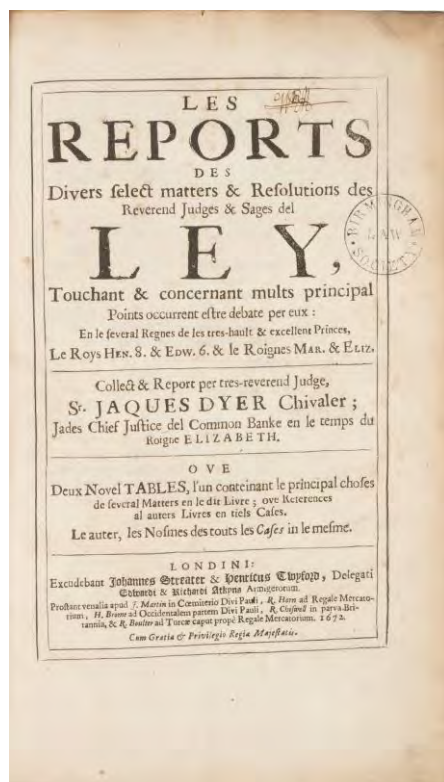 LES
REPORTS
DES
Divers ſelect matters & Reſolutions des
Reverend Judges & Sages del
LEY,
Touchant & concernant mults principal
Points occurrent eſtre debate per eux :
En le ſeveral Regnes de les tres-hault & excellent Princes,
Le Roys HEN. 8. & EDW. 6. & le Roignes MAR. & ELIZ.
Collect & Report per tres-reverend Judge,
Sr. JAQUES DYER Chivaler ;
Jades Chief Juſtice del Common Banke en le temps du
Roigne ELIZABETH.
OVE
Deux Novel TABLES, l'un conteinant le principal choſes
de ſeveral Matters en le dit Livre ; ove References
al auters Livres en tiels Caſes.
Le auter, les Noſmes des touts les Caſes in le meſme.
LONDINI:
Excudebant Johannes Streater & Henricus Twyford, Delegati
Edwardi & Richardi Atkyns Armigerorum.
Proſtant venalia apud J. Martin in Cœmiterio Divi Pauli, R. Horn ad Regale Mercato-
rium, H. Brome ad Occidentalem partem Divi Pauli, R. Chiſwell in parva Bri-
tannia, & R. Boulter ad Turcæ caput propè Regale Mercatorium. 1672.
Cum Gratia & Privilegio Regiæ Majeſtatis.
BIRMINGHAM
LAW
SOCIETY